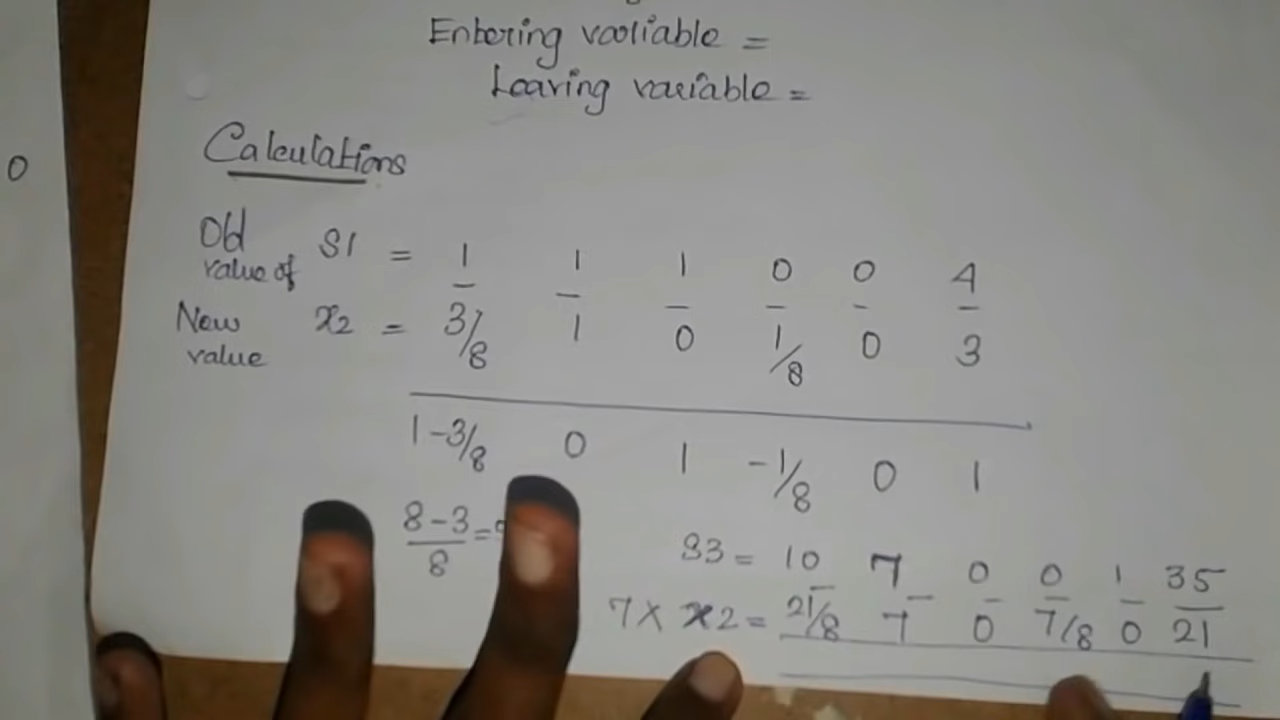 Entering variable =
Leaving variable =
0
Calculations
Old value of S1 = 1 1 1 0 0 4
New value x2 = 3/8 1 0 1/8 0 3
1-3/8 0 1 -1/8 0 1
8-3/8 =
S3 = 10 7 0 0 1 35
7 x x2 = 21/8 7 0 7/8 0 21